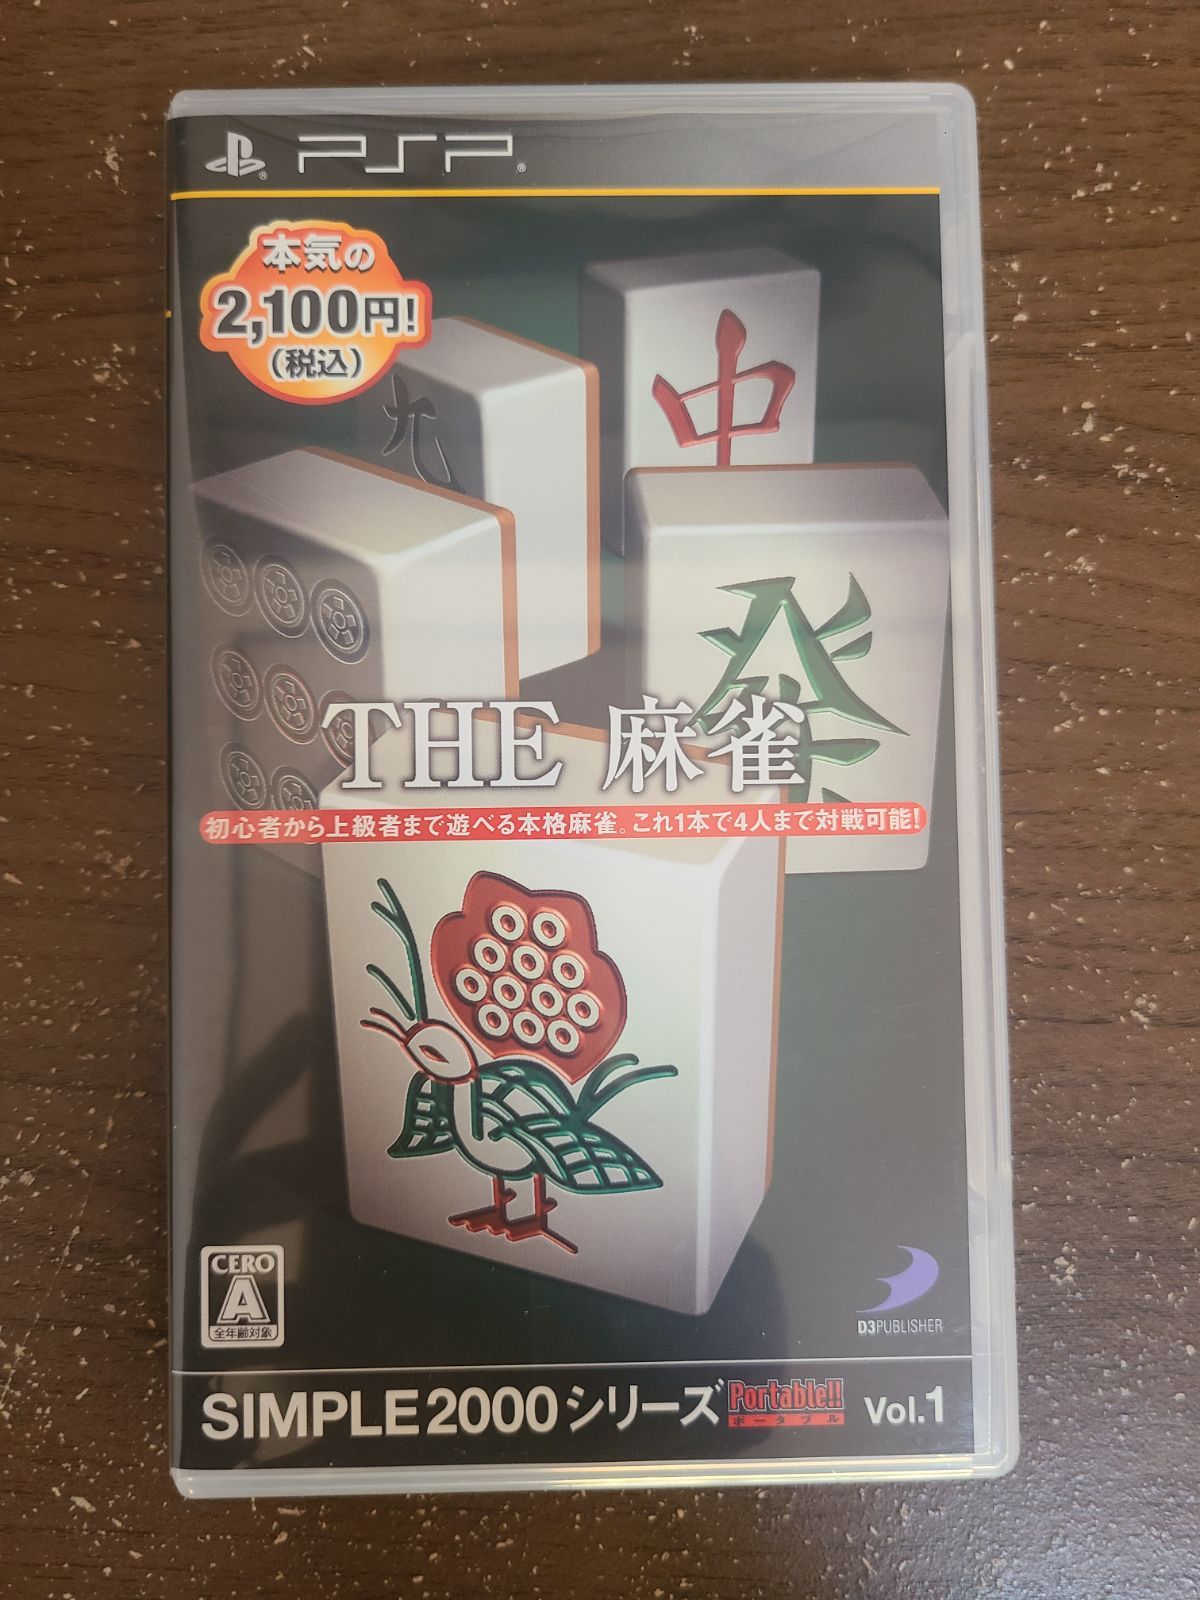 PSP
本気の
2,100円!
(税込)
中
九
發
THE 麻雀
初心者から上級者まで遊べる本格麻雀。これ1本で4人まで対戦可能!
CERO
A
全年齢対象
D3PUBLISHER
SIMPLE2000シリーズ Portable!! ポータブル Vol.1